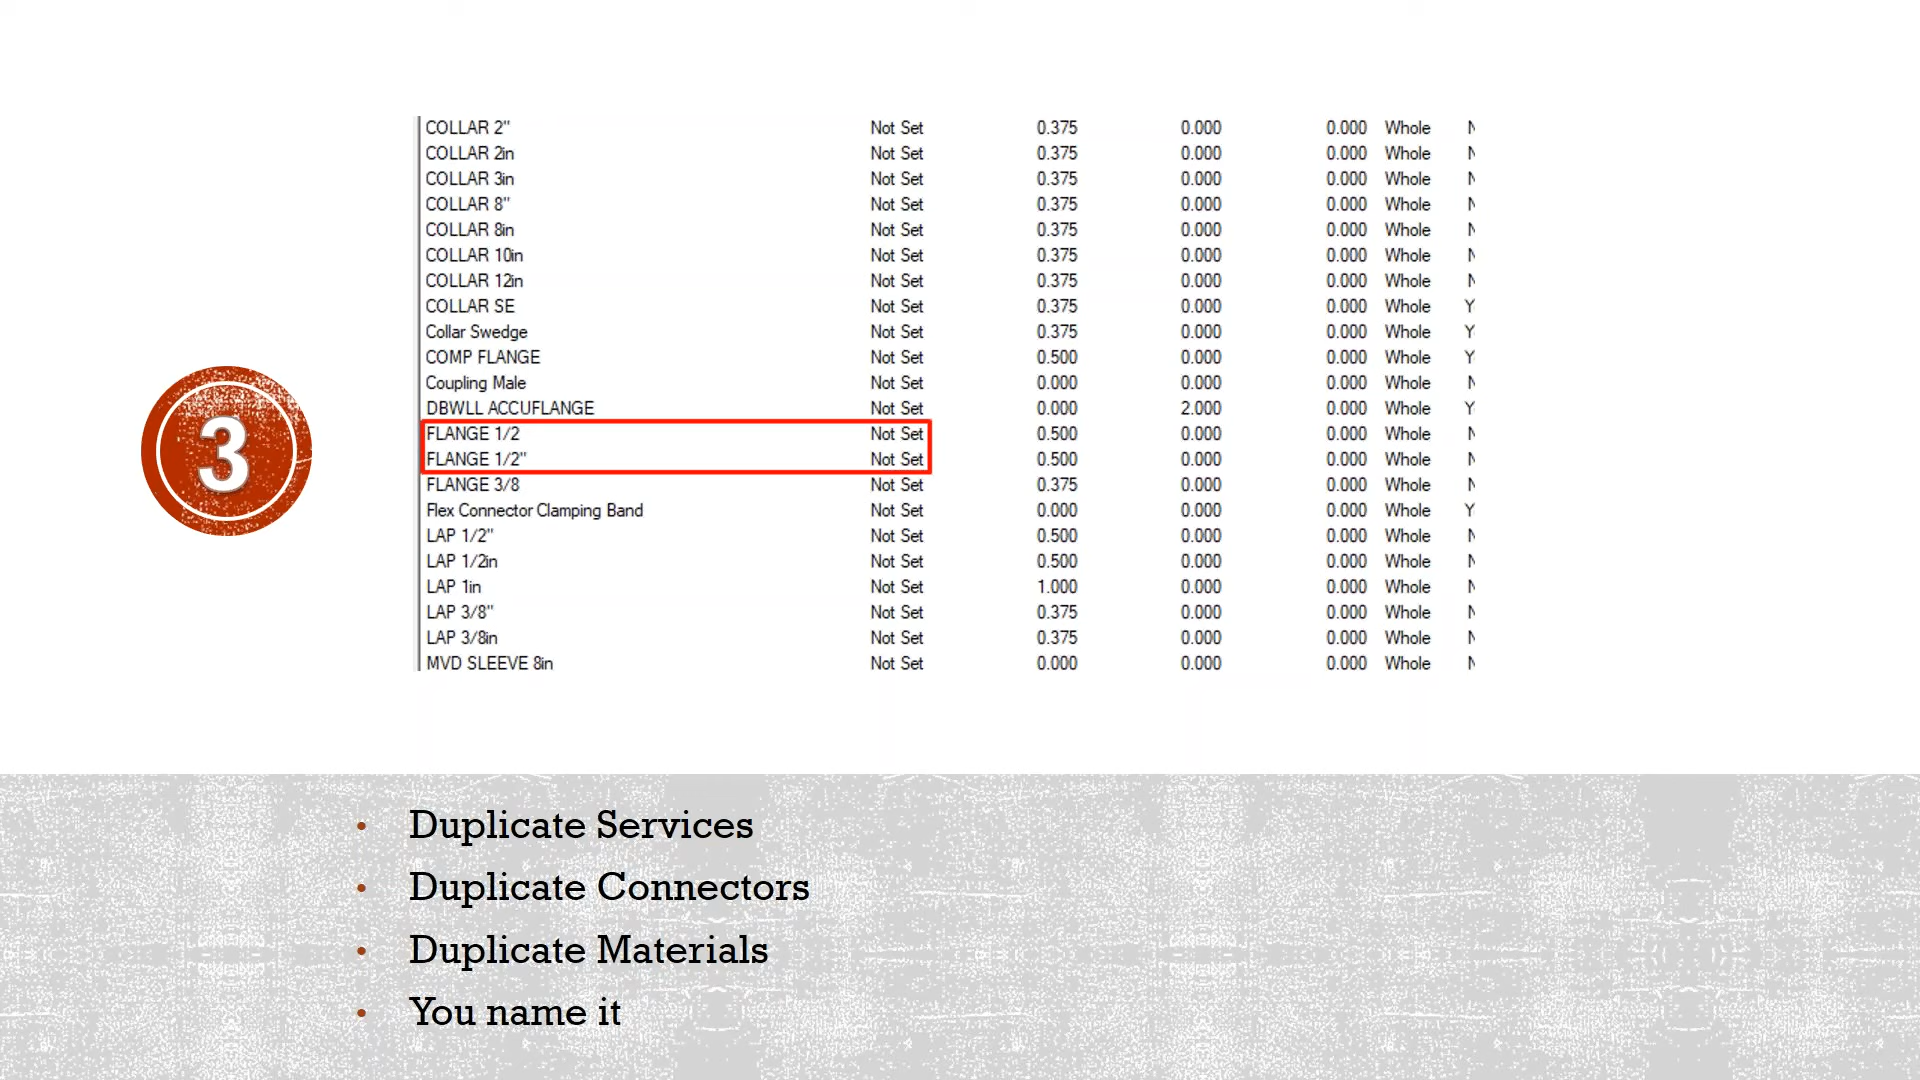 COLLAR 2" Not Set 0.375 0.000 0.000 Whole N
COLLAR 2in Not Set 0.375 0.000 0.000 Whole N
COLLAR 3in Not Set 0.375 0.000 0.000 Whole N
COLLAR 8" Not Set 0.375 0.000 0.000 Whole N
COLLAR 8in Not Set 0.375 0.000 0.000 Whole N
COLLAR 10in Not Set 0.375 0.000 0.000 Whole N
COLLAR 12in Not Set 0.375 0.000 0.000 Whole N
COLLAR SE Not Set 0.375 0.000 0.000 Whole Y
Collar Swedge Not Set 0.375 0.000 0.000 Whole Y
COMP FLANGE Not Set 0.500 0.000 0.000 Whole Y
Coupling Male Not Set 0.000 0.000 0.000 Whole N
DBWLL ACCUFLANGE Not Set 0.000 2.000 0.000 Whole Y
FLANGE 1/2 Not Set 0.500 0.000 0.000 Whole N
FLANGE 1/2" Not Set 0.500 0.000 0.000 Whole N
FLANGE 3/8 Not Set 0.375 0.000 0.000 Whole N
Flex Connector Clamping Band Not Set 0.000 0.000 0.000 Whole Y
LAP 1/2" Not Set 0.500 0.000 0.000 Whole N
LAP 1/2in Not Set 0.500 0.000 0.000 Whole N
LAP 1in Not Set 1.000 0.000 0.000 Whole N
LAP 3/8" Not Set 0.375 0.000 0.000 Whole N
LAP 3/8in Not Set 0.375 0.000 0.000 Whole N
MVD SLEEVE 8in Not Set 0.000 0.000 0.000 Whole N
3
• Duplicate Services
• Duplicate Connectors
• Duplicate Materials
• You name it